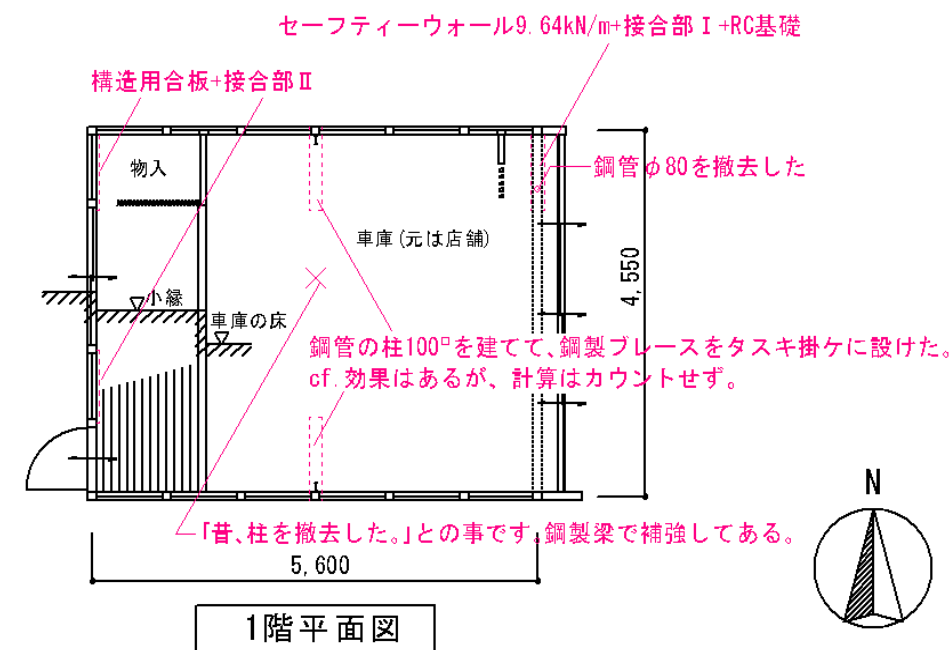 セーフティーウォール9.64kN/m+接合部Ⅰ+RC基礎
構造用合板+接合部Ⅱ
物入
鋼管φ80を撤去した
車庫(元は店舗)
4,550
小縁
車庫の床
鋼管の柱100□を建てて、鋼製ブレースをタスキ掛ケに設けた。
cf.効果はあるが、計算はカウントせず。
N
「昔、柱を撤去した。」との事です。鋼製梁で補強してある。
5,600
1階平面図